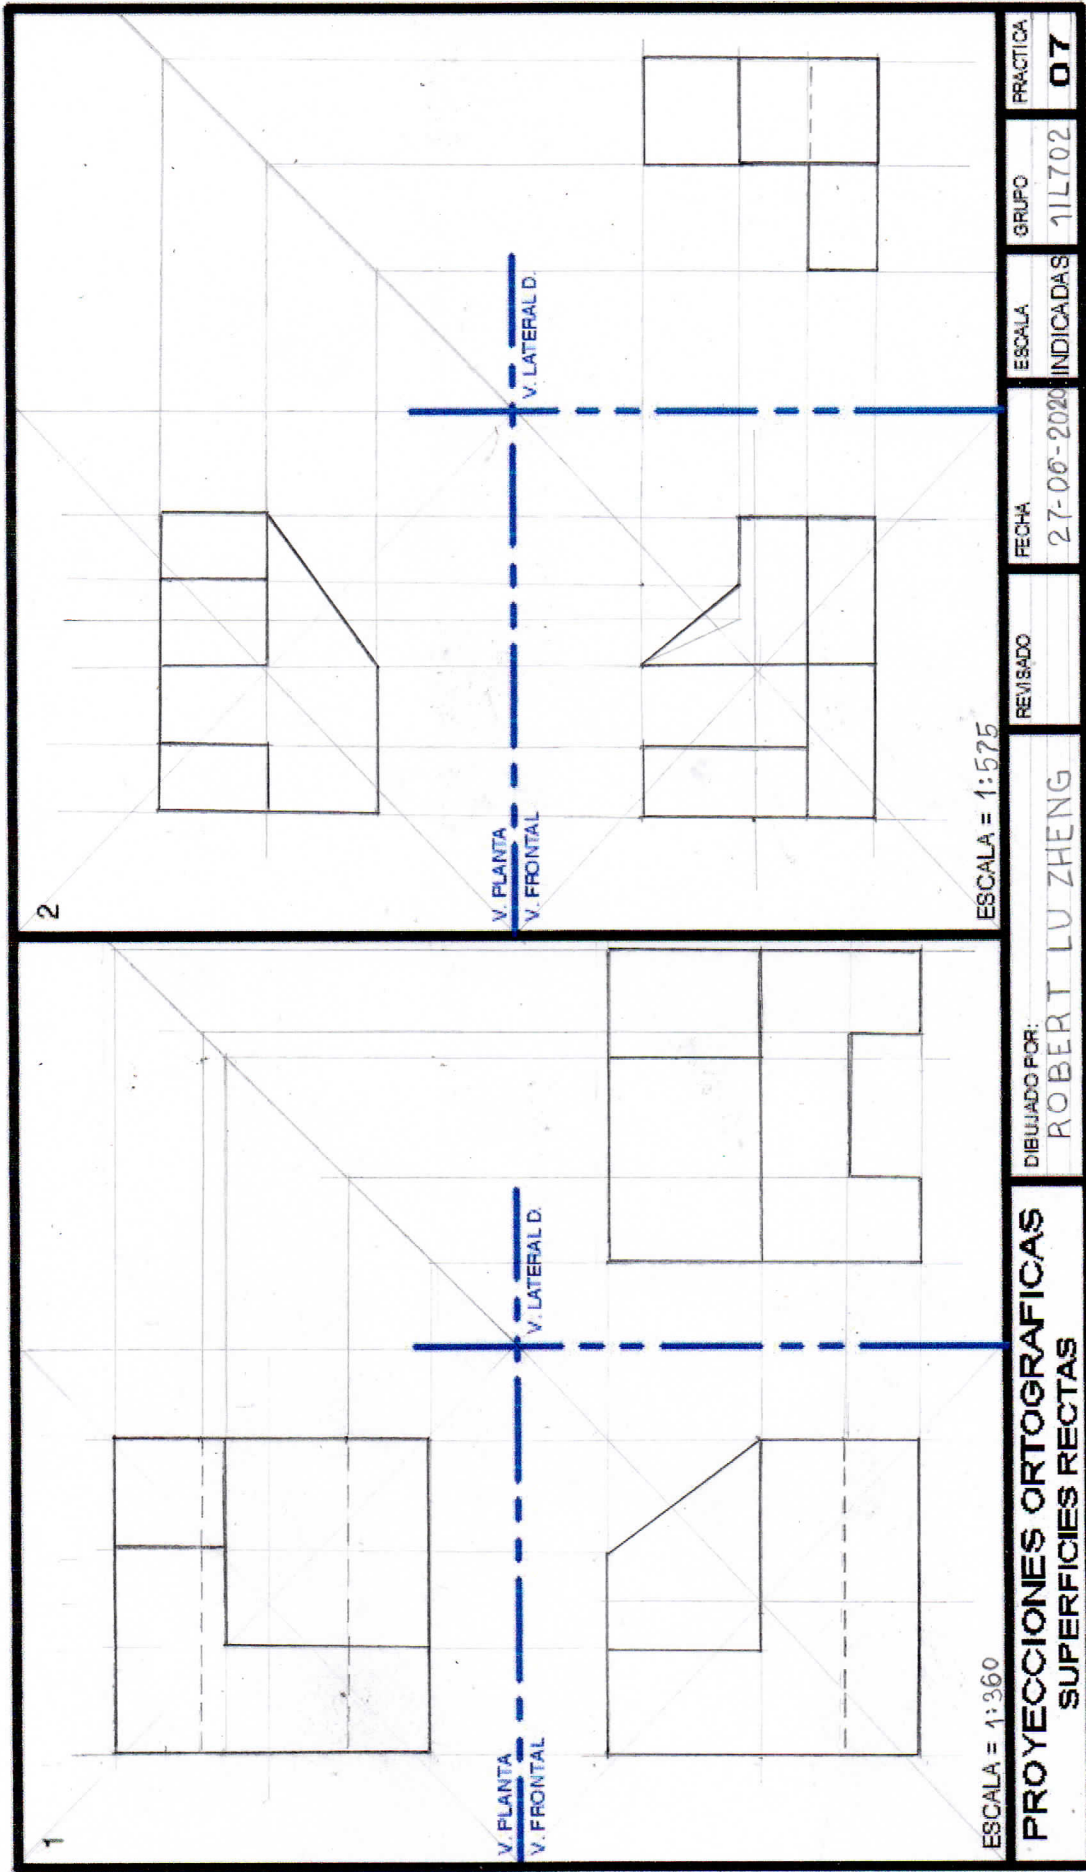 1
V. PLANTA
V. FRONTAL
V. LATERAL D.
ESCALA = 1:360
2
V. PLANTA
V. FRONTAL
V. LATERAL D.
ESCALA = 1:575
PROYECCIONES ORTOGRAFICAS
SUPERFICIES RECTAS
DIBUJADO POR:
ROBERT LU ZHENG
REVISADO
FECHA
27-06-2020
ESCALA
INDICADAS
GRUPO
1IL702
PRACTICA
07